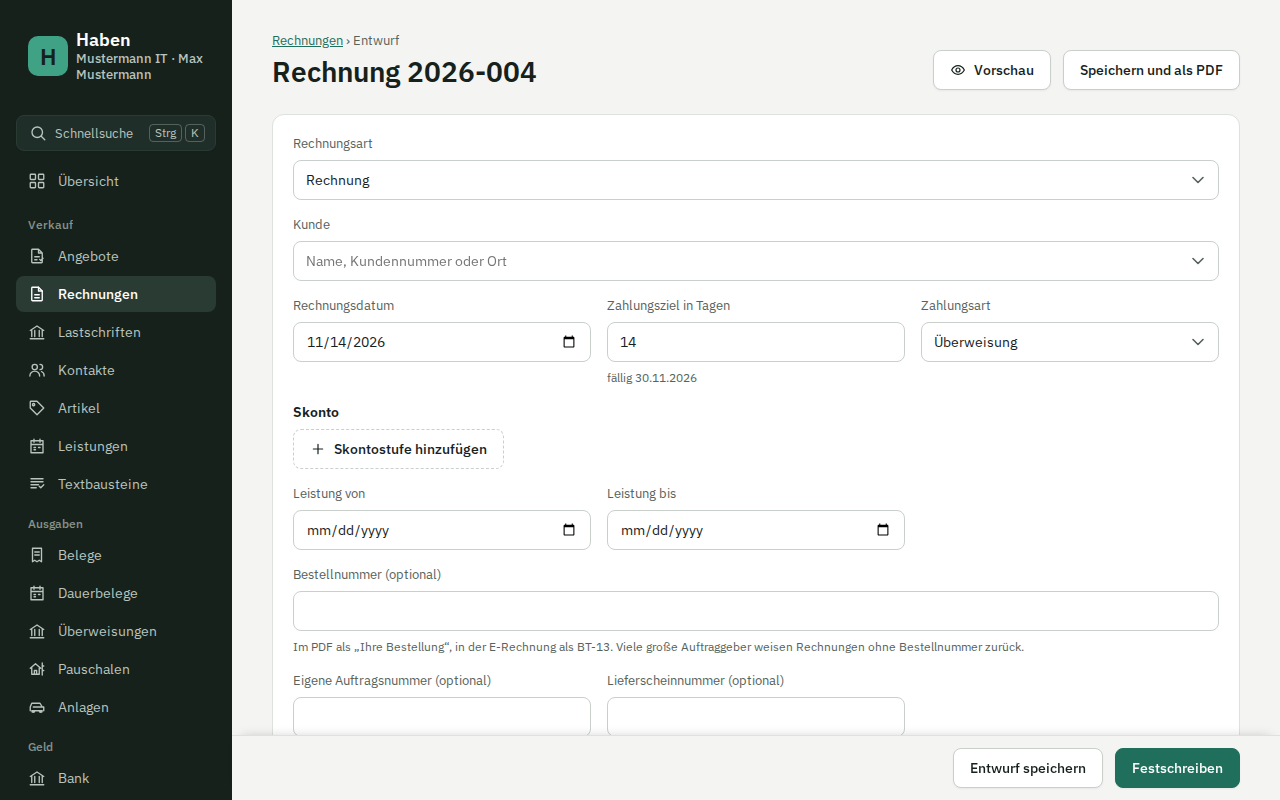 H
Haben
Mustermann IT · Max
Mustermann
Schnellsuche Strg K
Übersicht
Verkauf
Angebote
Rechnungen
Lastschriften
Kontakte
Artikel
Leistungen
Textbausteine
Ausgaben
Belege
Dauerbelege
Überweisungen
Pauschalen
Anlagen
Geld
Bank
Rechnungen › Entwurf
Rechnung 2026-004
Vorschau
Speichern und als PDF
Rechnungsart
Rechnung
Kunde
Name, Kundennummer oder Ort
Rechnungsdatum Zahlungsziel in Tagen Zahlungsart
11/14/2026 14 Überweisung
fällig 30.11.2026
Skonto
Skontostufe hinzufügen
Leistung von Leistung bis
mm/dd/yyyy mm/dd/yyyy
Bestellnummer (optional)
Im PDF als „Ihre Bestellung“, in der E-Rechnung als BT-13. Viele große Auftraggeber weisen Rechnungen ohne Bestellnummer zurück.
Eigene Auftragsnummer (optional) Lieferscheinnummer (optional)
Entwurf speichern Festschreiben